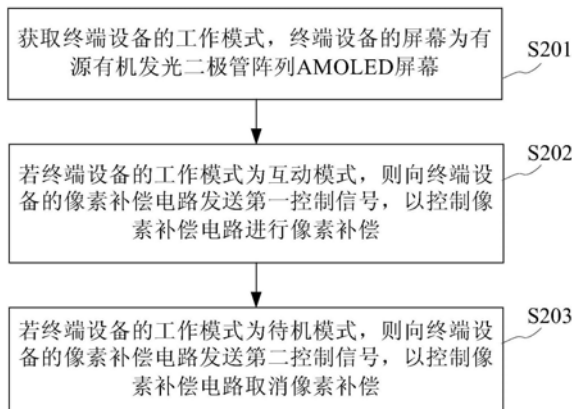 获取终端设备的工作模式，终端设备的屏幕为有
源有机发光二极管阵列AMOLED屏幕
S201
若终端设备的工作模式为互动模式，则向终端设
备的像素补偿电路发送第一控制信号，以控制像
素补偿电路进行像素补偿
S202
若终端设备的工作模式为待机模式，则向终端设
备的像素补偿电路发送第二控制信号，以控制像
素补偿电路取消像素补偿
S203